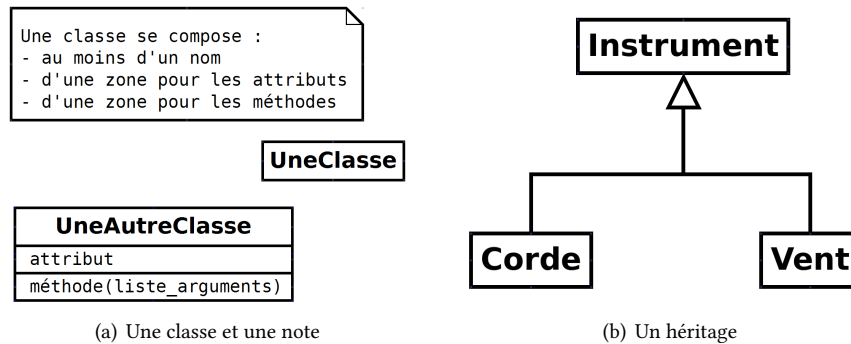 Une classe se compose :
- au moins d'un nom
- d'une zone pour les attributs
- d'une zone pour les méthodes
UneClasse
UneAutreClasse
attribut
méthode(liste_arguments)
(a) Une classe et une note
Instrument
Corde
Vent
(b) Un héritage